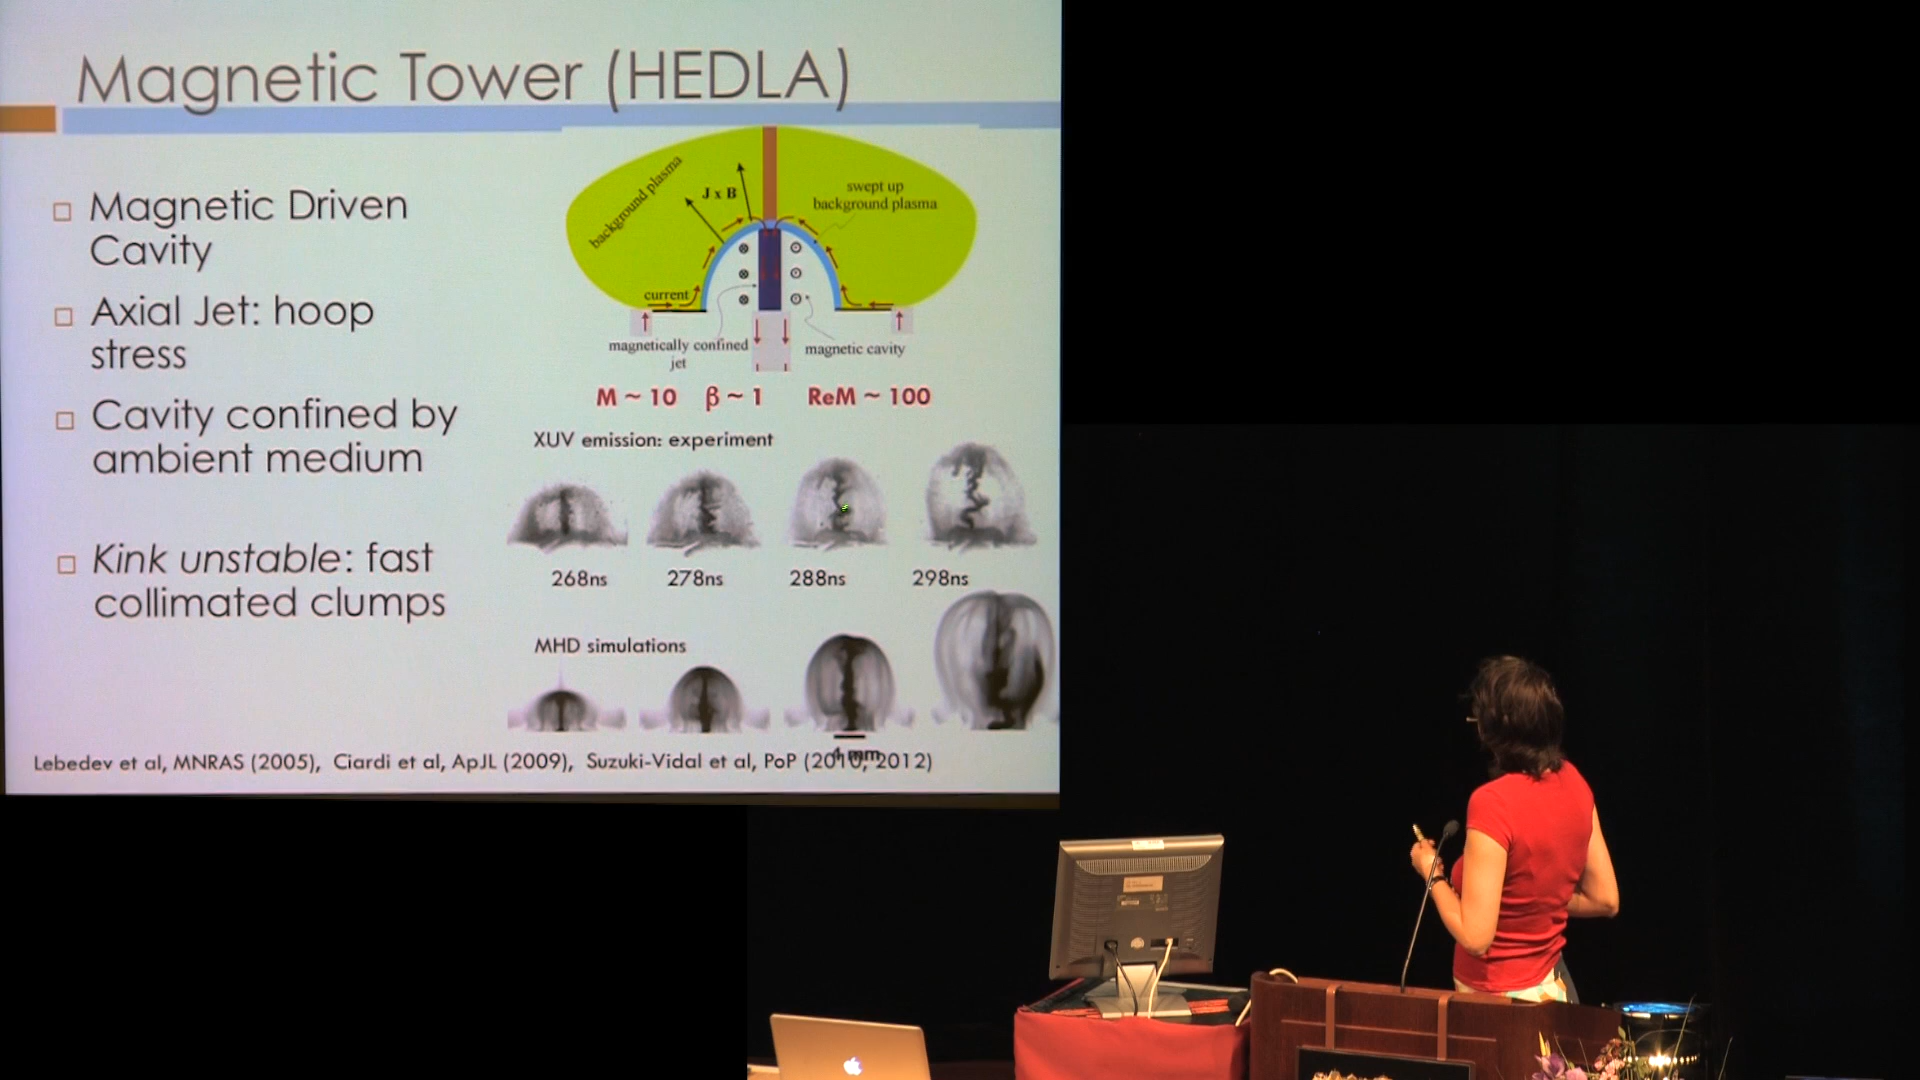 Magnetic Tower (HEDLA)
Magnetic Driven
Cavity
Axial Jet: hoop
stress
Cavity confined by
ambient medium
Kink unstable: fast
collimated clumps
background plasma
J x B
swept up
background plasma
current
magnetically confined
jet
magnetic cavity
M ~ 10 β ~ 1 ReM ~ 100
XUV emission: experiment
268ns 278ns 288ns 298ns
MHD simulations
4 mm
Lebedev et al, MNRAS (2005), Ciardi et al, ApJL (2009), Suzuki-Vidal et al, PoP (2010, 2012)